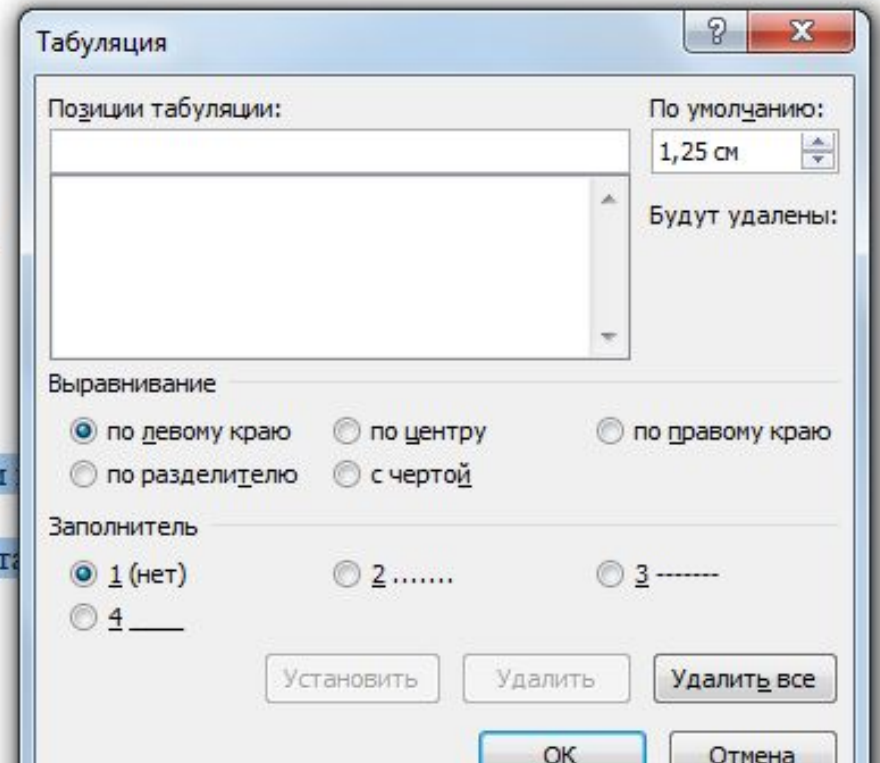 Табуляция
Позиции табуляции: По умолчанию:
1,25 см
Будут удалены:
Выравнивание
по левому краю по центру по правому краю
по разделителю с чертой
Заполнитель
1 (нет) 2 ....... 3 -------
4 ____
Установить Удалить Удалить все
ОК Отмена